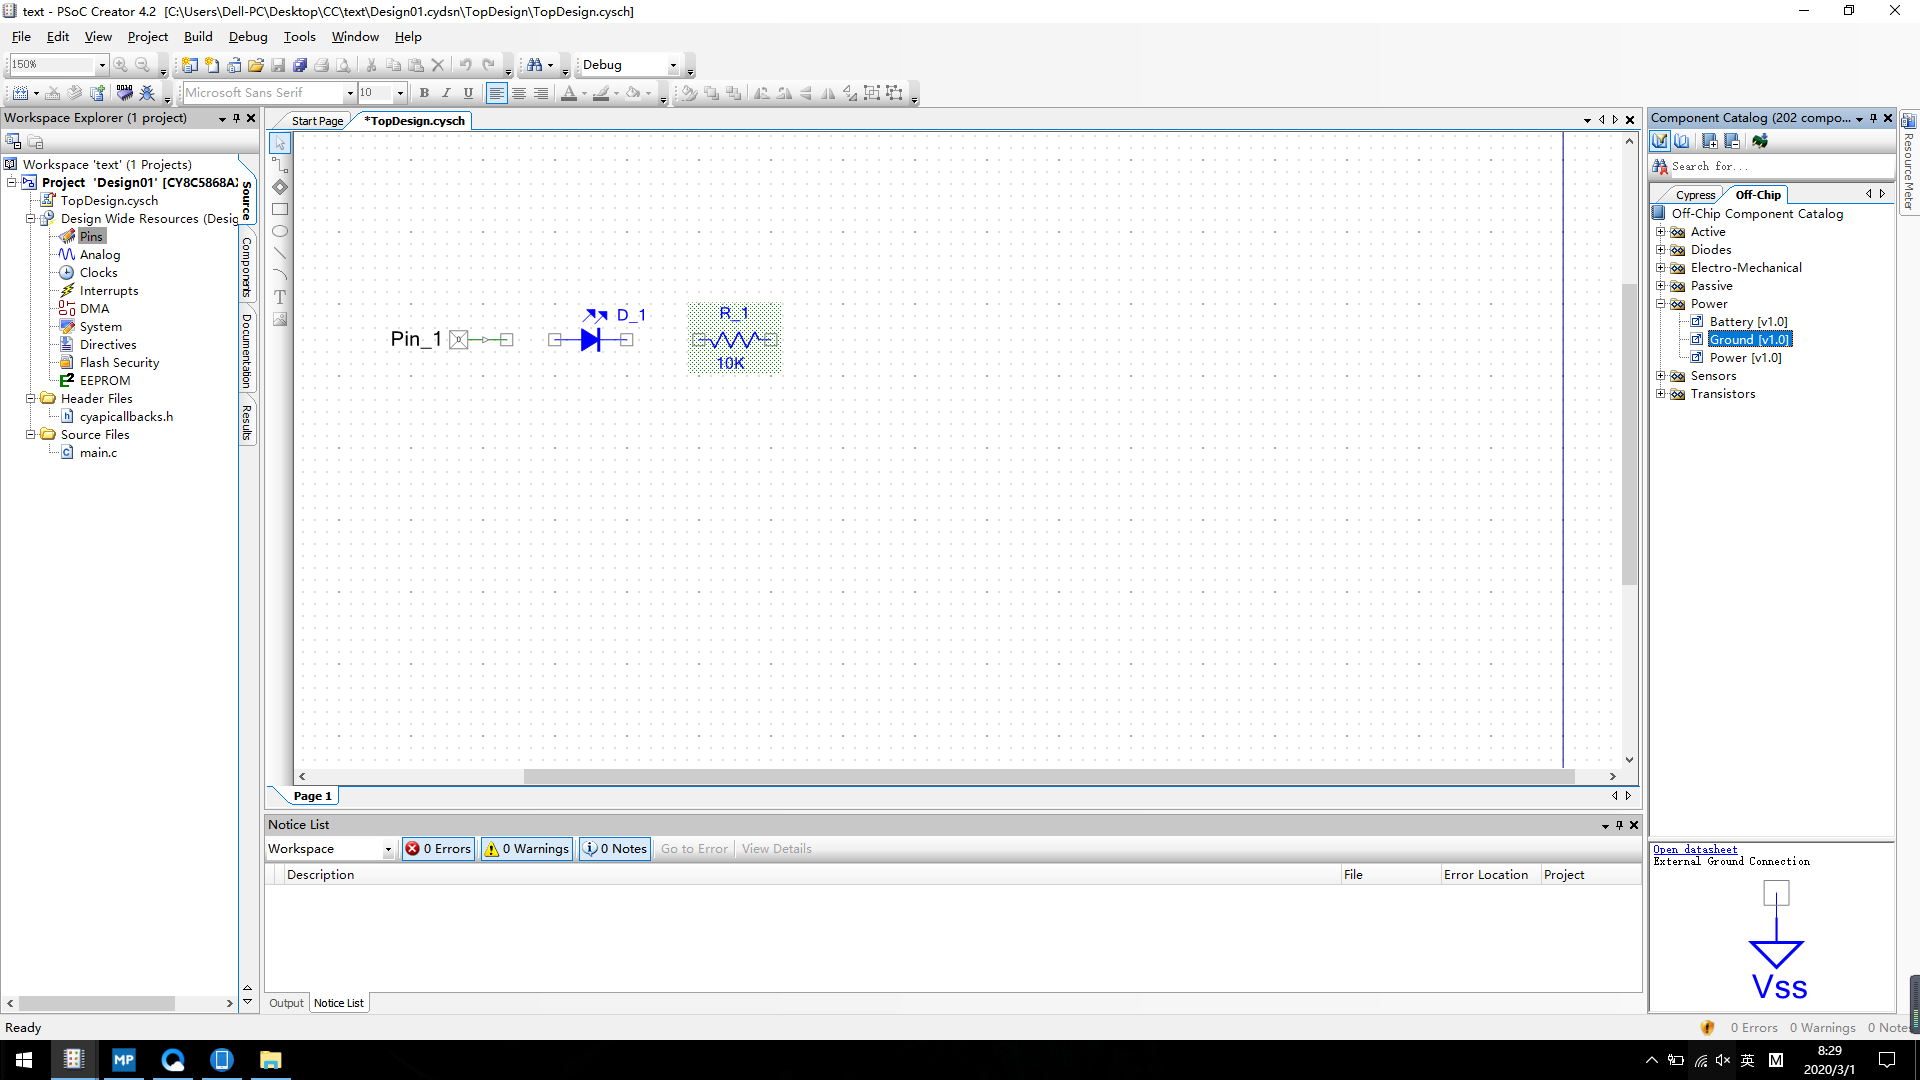 text - PSoC Creator 4.2 [C:\Users\Dell-PC\Desktop\CC\text\Design01.cydsn\TopDesign\TopDesign.cysch]
File Edit View Project Build Debug Tools Window Help
150% Debug
Microsoft Sans Serif 10 B I U A
Workspace Explorer (1 project)
Workspace 'text' (1 Projects)
Project 'Design01' [CY8C5868A
TopDesign.cysch
Design Wide Resources (Desig
Pins
Analog
Clocks
Interrupts
DMA
System
Directives
Flash Security
EEPROM
Header Files
cyapicallbacks.h
Source Files
main.c
Source
Components
Documentation
Results
Start Page *TopDesign.cysch
T
Pin_1
D_1
R_1
10K
Page 1
Component Catalog (202 compo...
Search for...
Cypress Off-Chip
Off-Chip Component Catalog
Active
Diodes
Electro-Mechanical
Passive
Power
Battery [v1.0]
Ground [v1.0]
Power [v1.0]
Sensors
Transistors
Resource Meter
Open datasheet
External Ground Connection
Vss
Notice List
Workspace 0 Errors 0 Warnings 0 Notes Go to Error View Details
Description File Error Location Project
Output Notice List
Ready 0 Errors 0 Warnings 0 Note
MP
英 M
8:29
2020/3/1